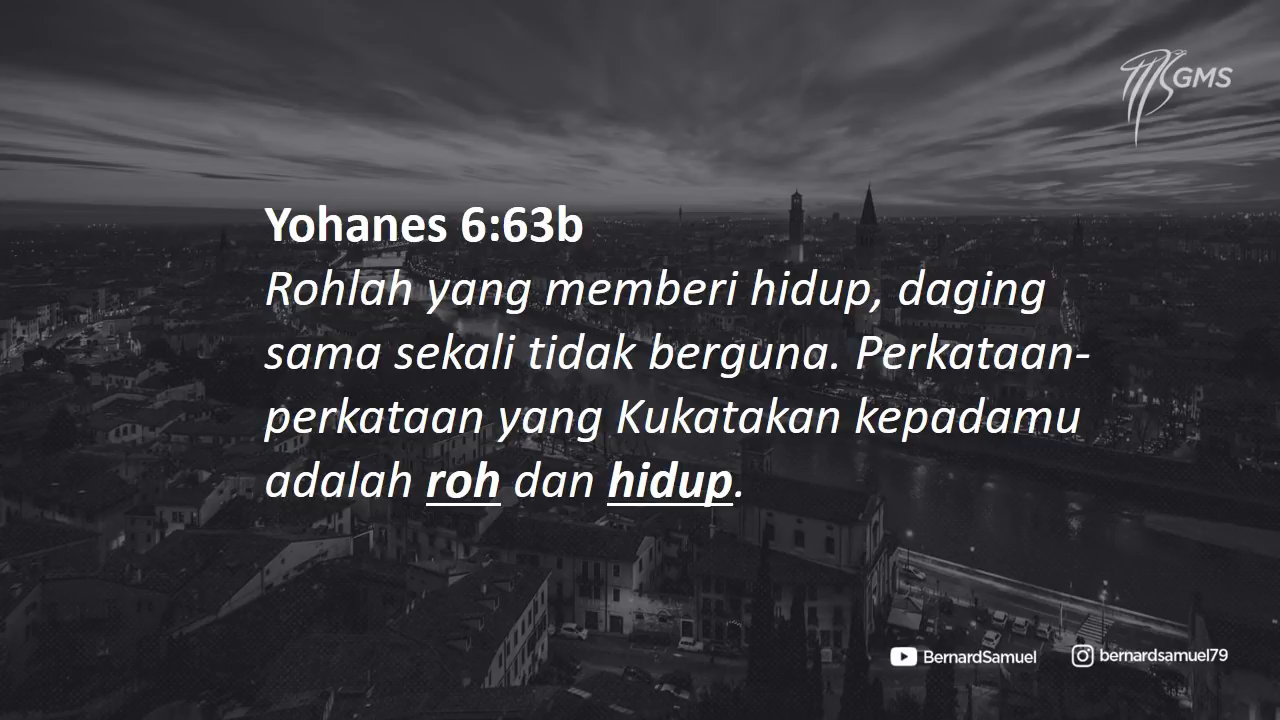 GMS
Yohanes 6:63b
Rohlah yang memberi hidup, daging
sama sekali tidak berguna. Perkataan-
perkataan yang Kukatakan kepadamu
adalah roh dan hidup.
BernardSamuel
bernardsamuel79